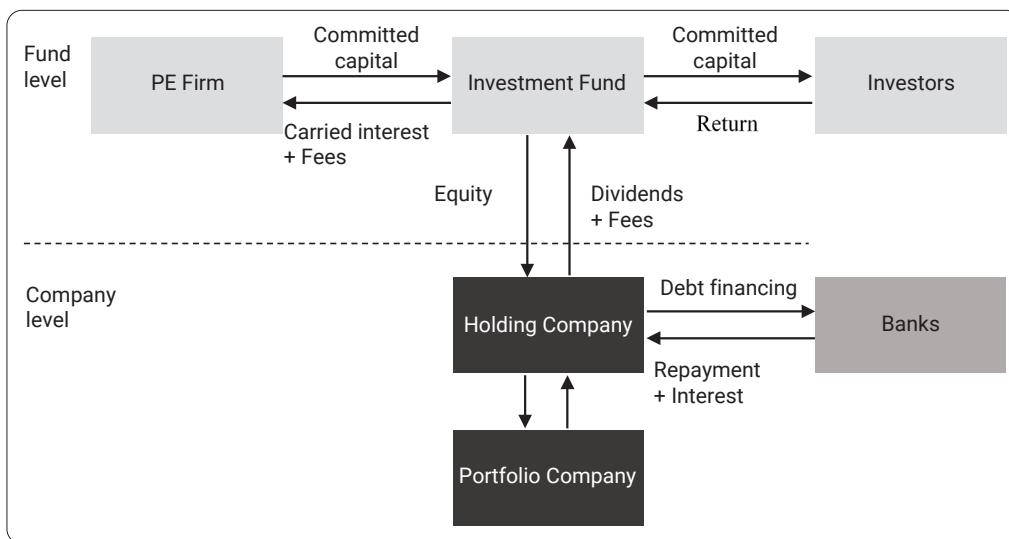 Fund
level
PE Firm
Committed
capital
Investment Fund
Committed
capital
Investors
Carried interest
+ Fees
Return
Equity
Dividends
+ Fees
Company
level
Holding Company
Debt financing
Banks
Repayment
+ Interest
Portfolio Company